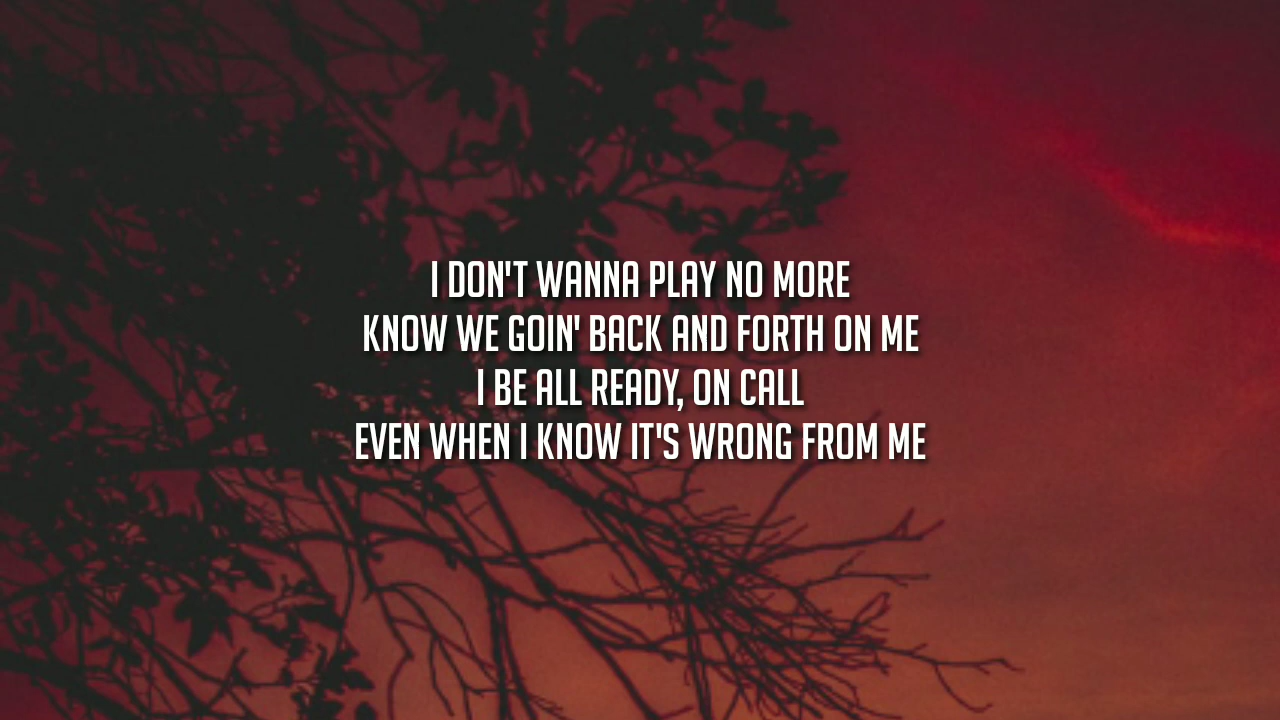 I DON'T WANNA PLAY NO MORE
KNOW WE GOIN' BACK AND FORTH ON ME
I BE ALL READY, ON CALL
EVEN WHEN I KNOW IT'S WRONG FROM ME